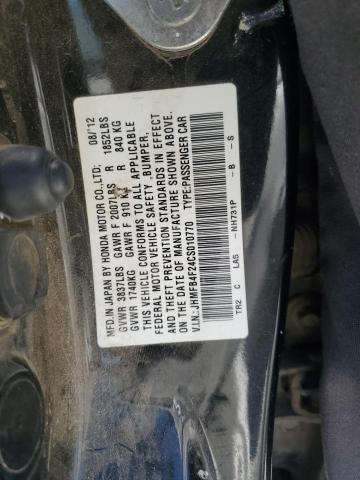 MFD.IN JAPAN BY HONDA MOTOR CO.,LTD. 08/'12
GVWR 3837LBS GAWR F 2007LBS R 1852LBS
GVWR 1740KG GAWR F 910 KG R 840 KG
THIS VEHICLE CONFORMS TO ALL APPLICABLE
FEDERAL MOTOR VEHICLE SAFETY ,BUMPER,
THEFT PREVENTION STANDARDS IN EFFECT
ON THE DATE OF MANUFACTURE SHOWN ABOVE.
V.I.N.:JHMFB4F24CS010770 TYPE:PASSENGER CAR
TR2 C LA5 -NH731P -B -S